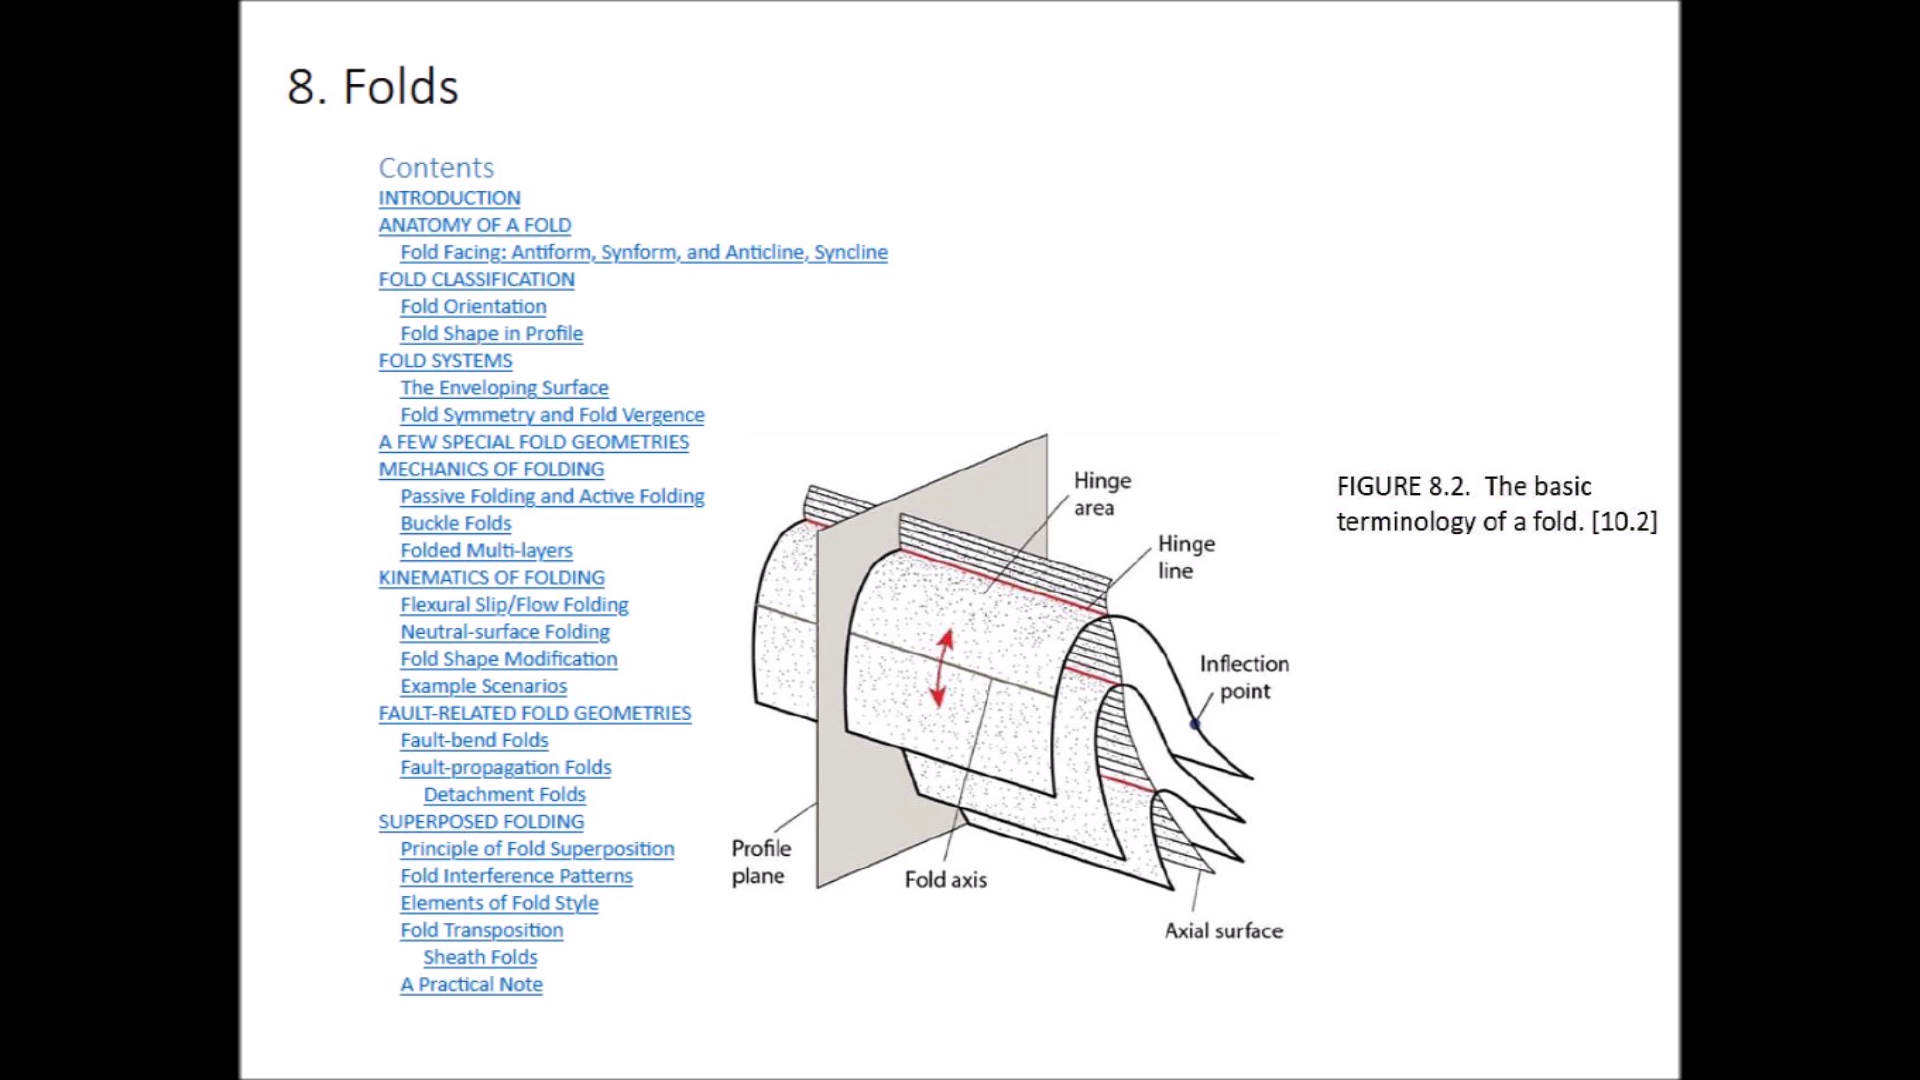 8. Folds
Contents
INTRODUCTION
ANATOMY OF A FOLD
Fold Facing: Antiform, Synform, and Anticline, Syncline
FOLD CLASSIFICATION
Fold Orientation
Fold Shape in Profile
FOLD SYSTEMS
The Enveloping Surface
Fold Symmetry and Fold Vergence
A FEW SPECIAL FOLD GEOMETRIES
MECHANICS OF FOLDING
Passive Folding and Active Folding
Buckle Folds
Folded Multi-layers
KINEMATICS OF FOLDING
Flexural Slip/Flow Folding
Neutral-surface Folding
Fold Shape Modification
Example Scenarios
FAULT-RELATED FOLD GEOMETRIES
Fault-bend Folds
Fault-propagation Folds
Detachment Folds
SUPERPOSED FOLDING
Principle of Fold Superposition
Fold Interference Patterns
Elements of Fold Style
Fold Transposition
Sheath Folds
A Practical Note
Hinge
area
Hinge
line
Inflection
point
Profile
plane
Fold axis
Axial surface
FIGURE 8.2. The basic
terminology of a fold. [10.2]